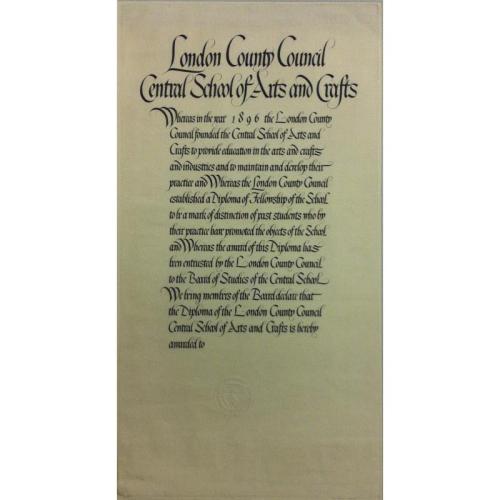 London County Council
Central School of Arts and Crafts
Whereas in the year 1896 the London County
Council founded the Central School of Arts and
Crafts to provide education in the arts and crafts
and industries and to maintain and develop their
practice and Whereas the London County Council
established a Diploma of Fellowship of the School
to be a mark of distinction of past students who by
their practice have promoted the objects of the School
and Whereas the award of this Diploma has
been entrusted by the London County Council
to the Board of Studies of the Central School
We being members of the Board declare that
the Diploma of the London County Council
Central School of Arts and Crafts is hereby
awarded to